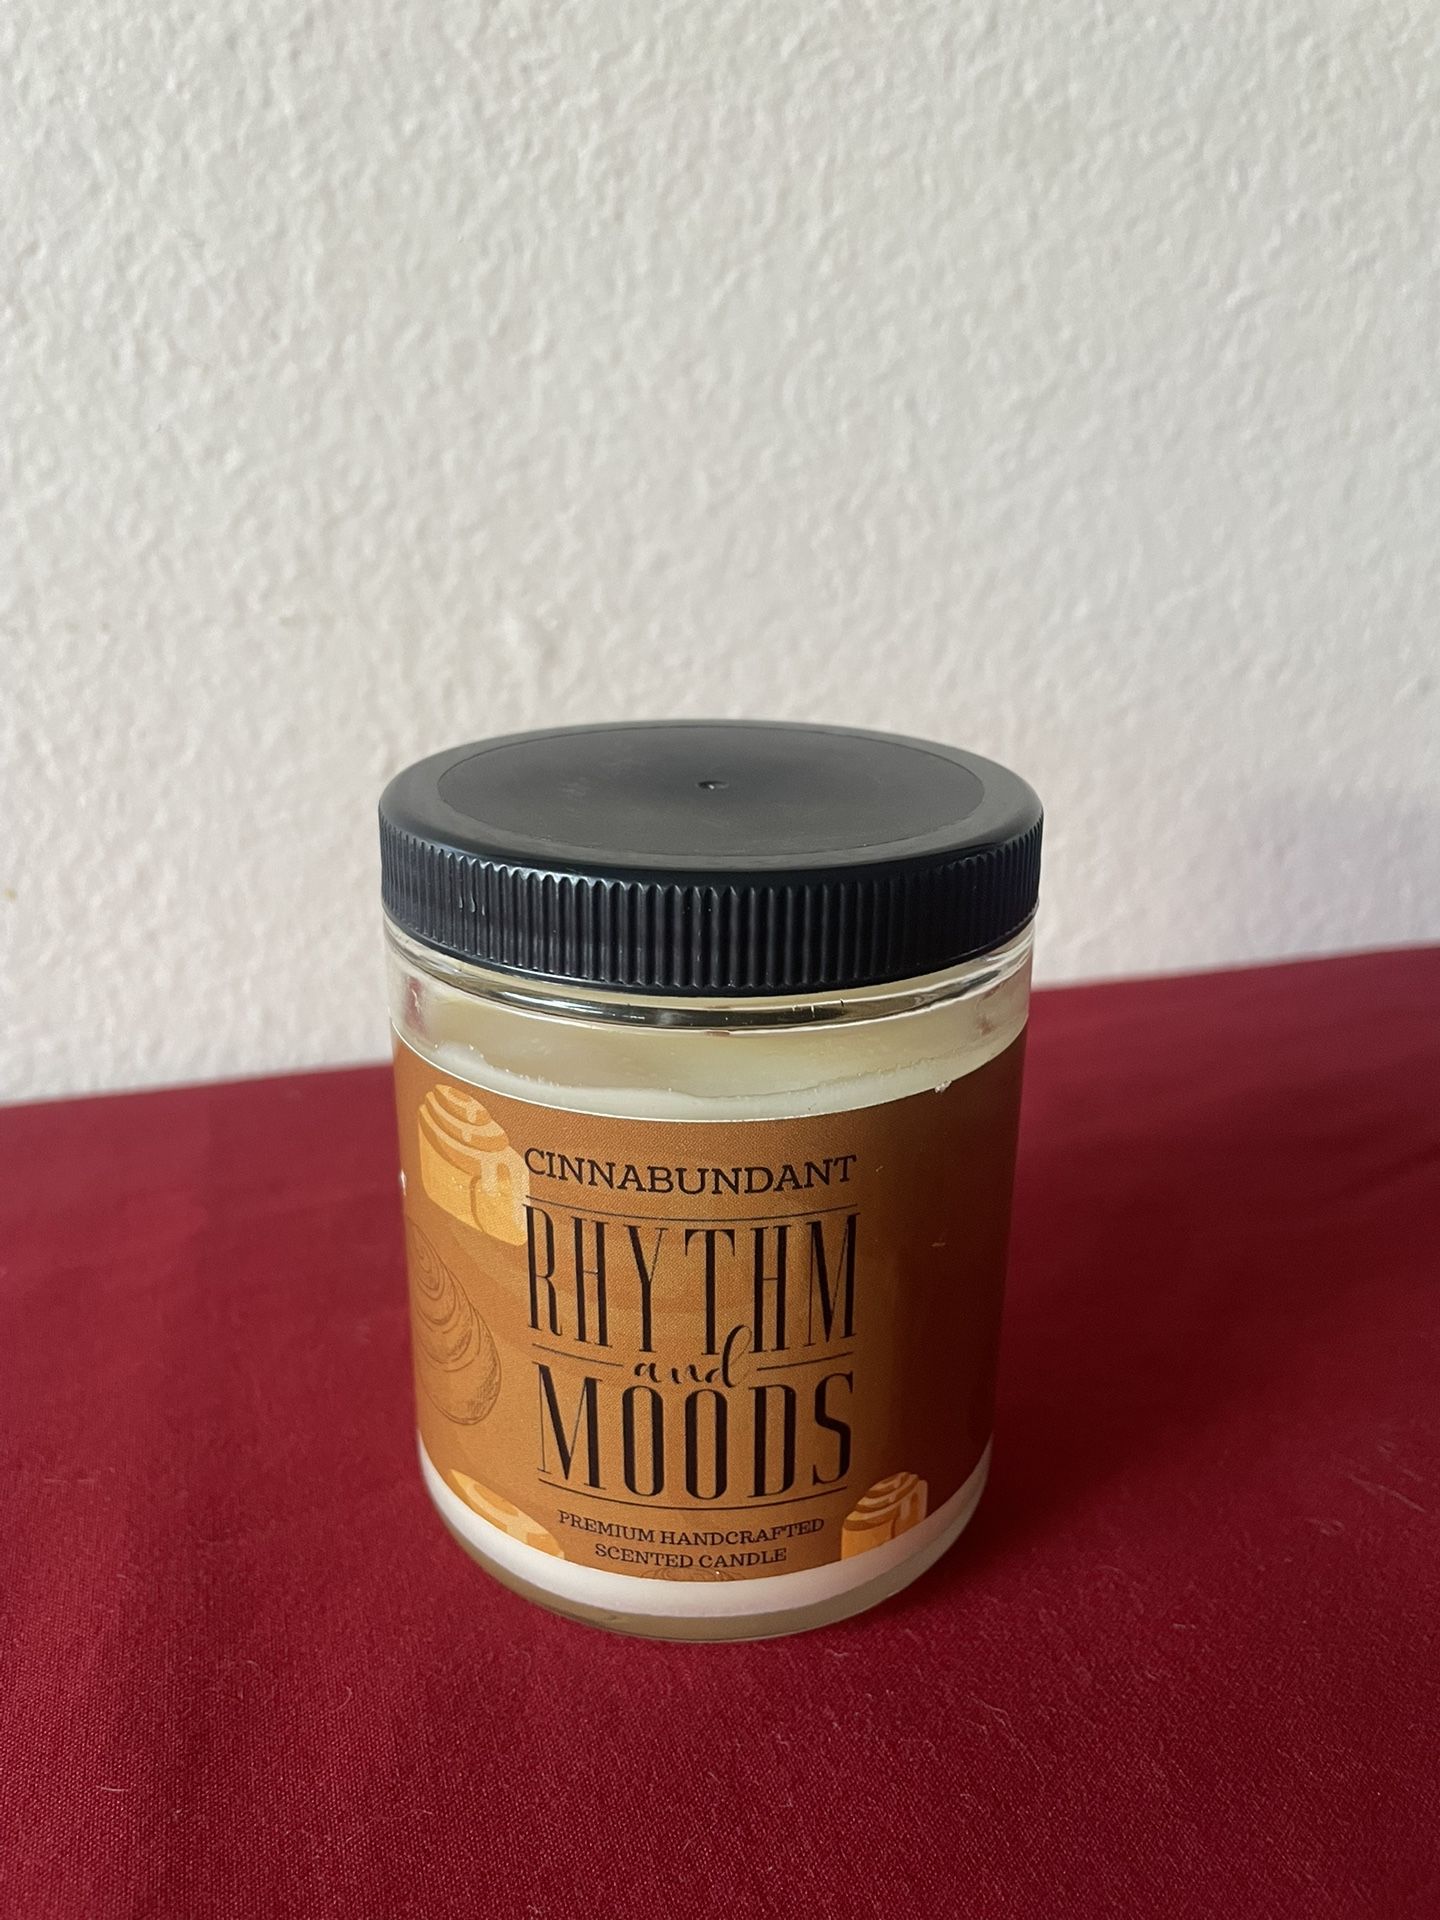 CINNABUNDANT
RHYTHM
and
MOODS
PREMIUM HANDCRAFTED
SCENTED CANDLE